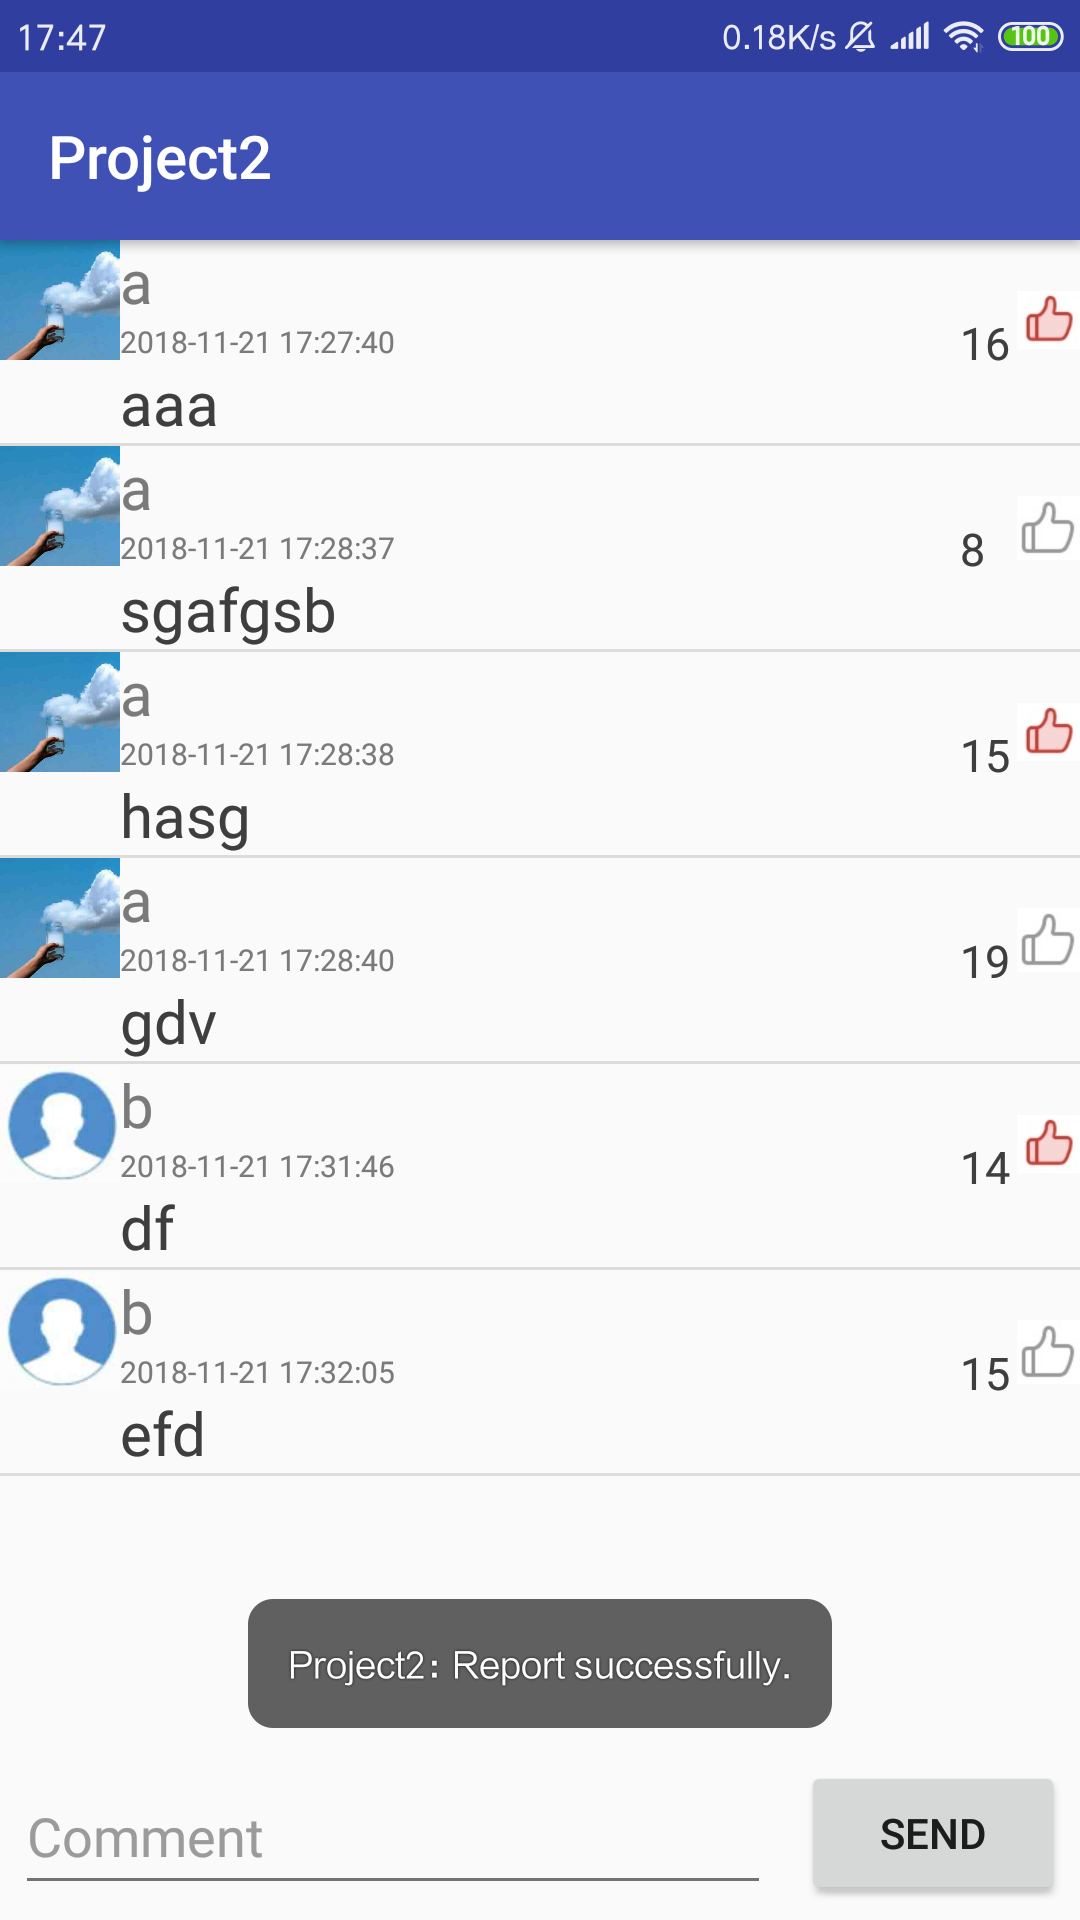 17:47 0.18K/s 100
Project2
a
2018-11-21 17:27:40
16
aaa
a
2018-11-21 17:28:37
8
sgafgsb
a
2018-11-21 17:28:38
15
hasg
a
2018-11-21 17:28:40
19
gdv
b
2018-11-21 17:31:46
14
df
b
2018-11-21 17:32:05
15
efd
Project2: Report successfully.
Comment
SEND